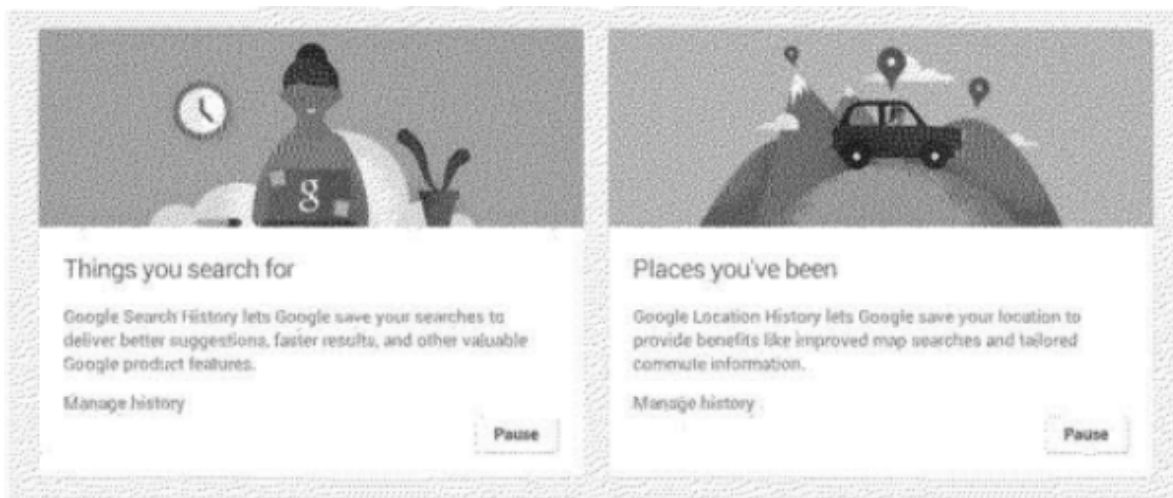 g
Things you search for
Google Search History lets Google save your searches to
deliver better suggestions, faster results, and other valuable
Google product features.
Manage history
Pause
Places you've been
Google Location History lets Google save your location to
provide benefits like improved map searches and tailored
commute information.
Manage history
Pause